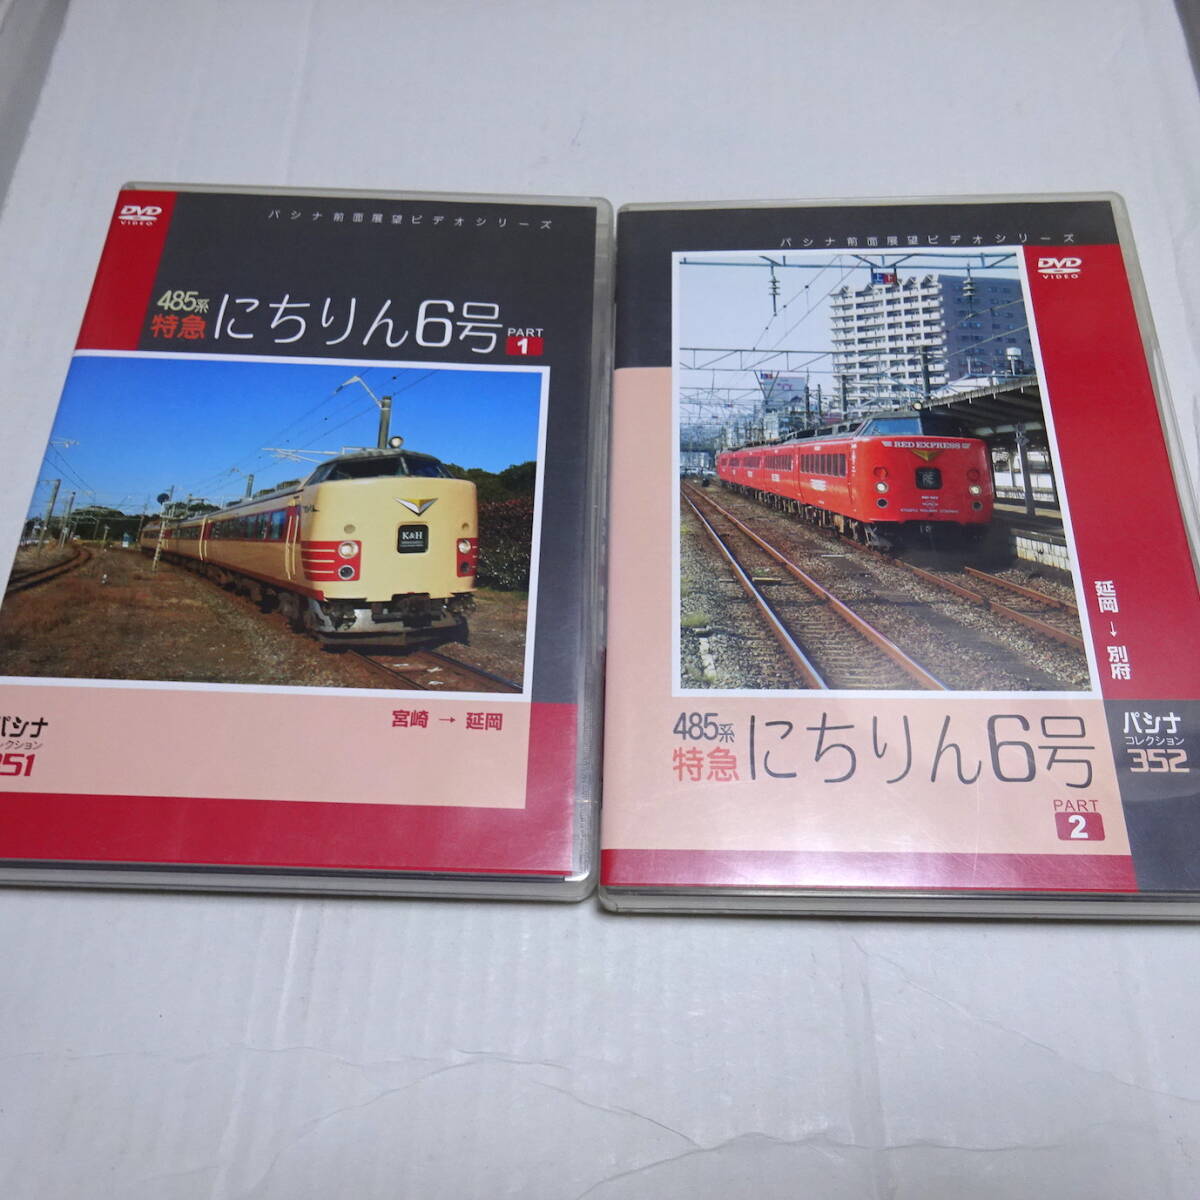 DVD
VIDEO
パシナ前面展望ビデオシリーズ
485系
特急
にちりん6号
PART
1
K&H
宮崎 → 延岡
パシナ
コレクション
351
パシナ前面展望ビデオシリーズ
DVD
VIDEO
RED EXPRESS
RE
延岡→別府
485系
特急
にちりん6号
PART
2
パシナ
コレクション
352